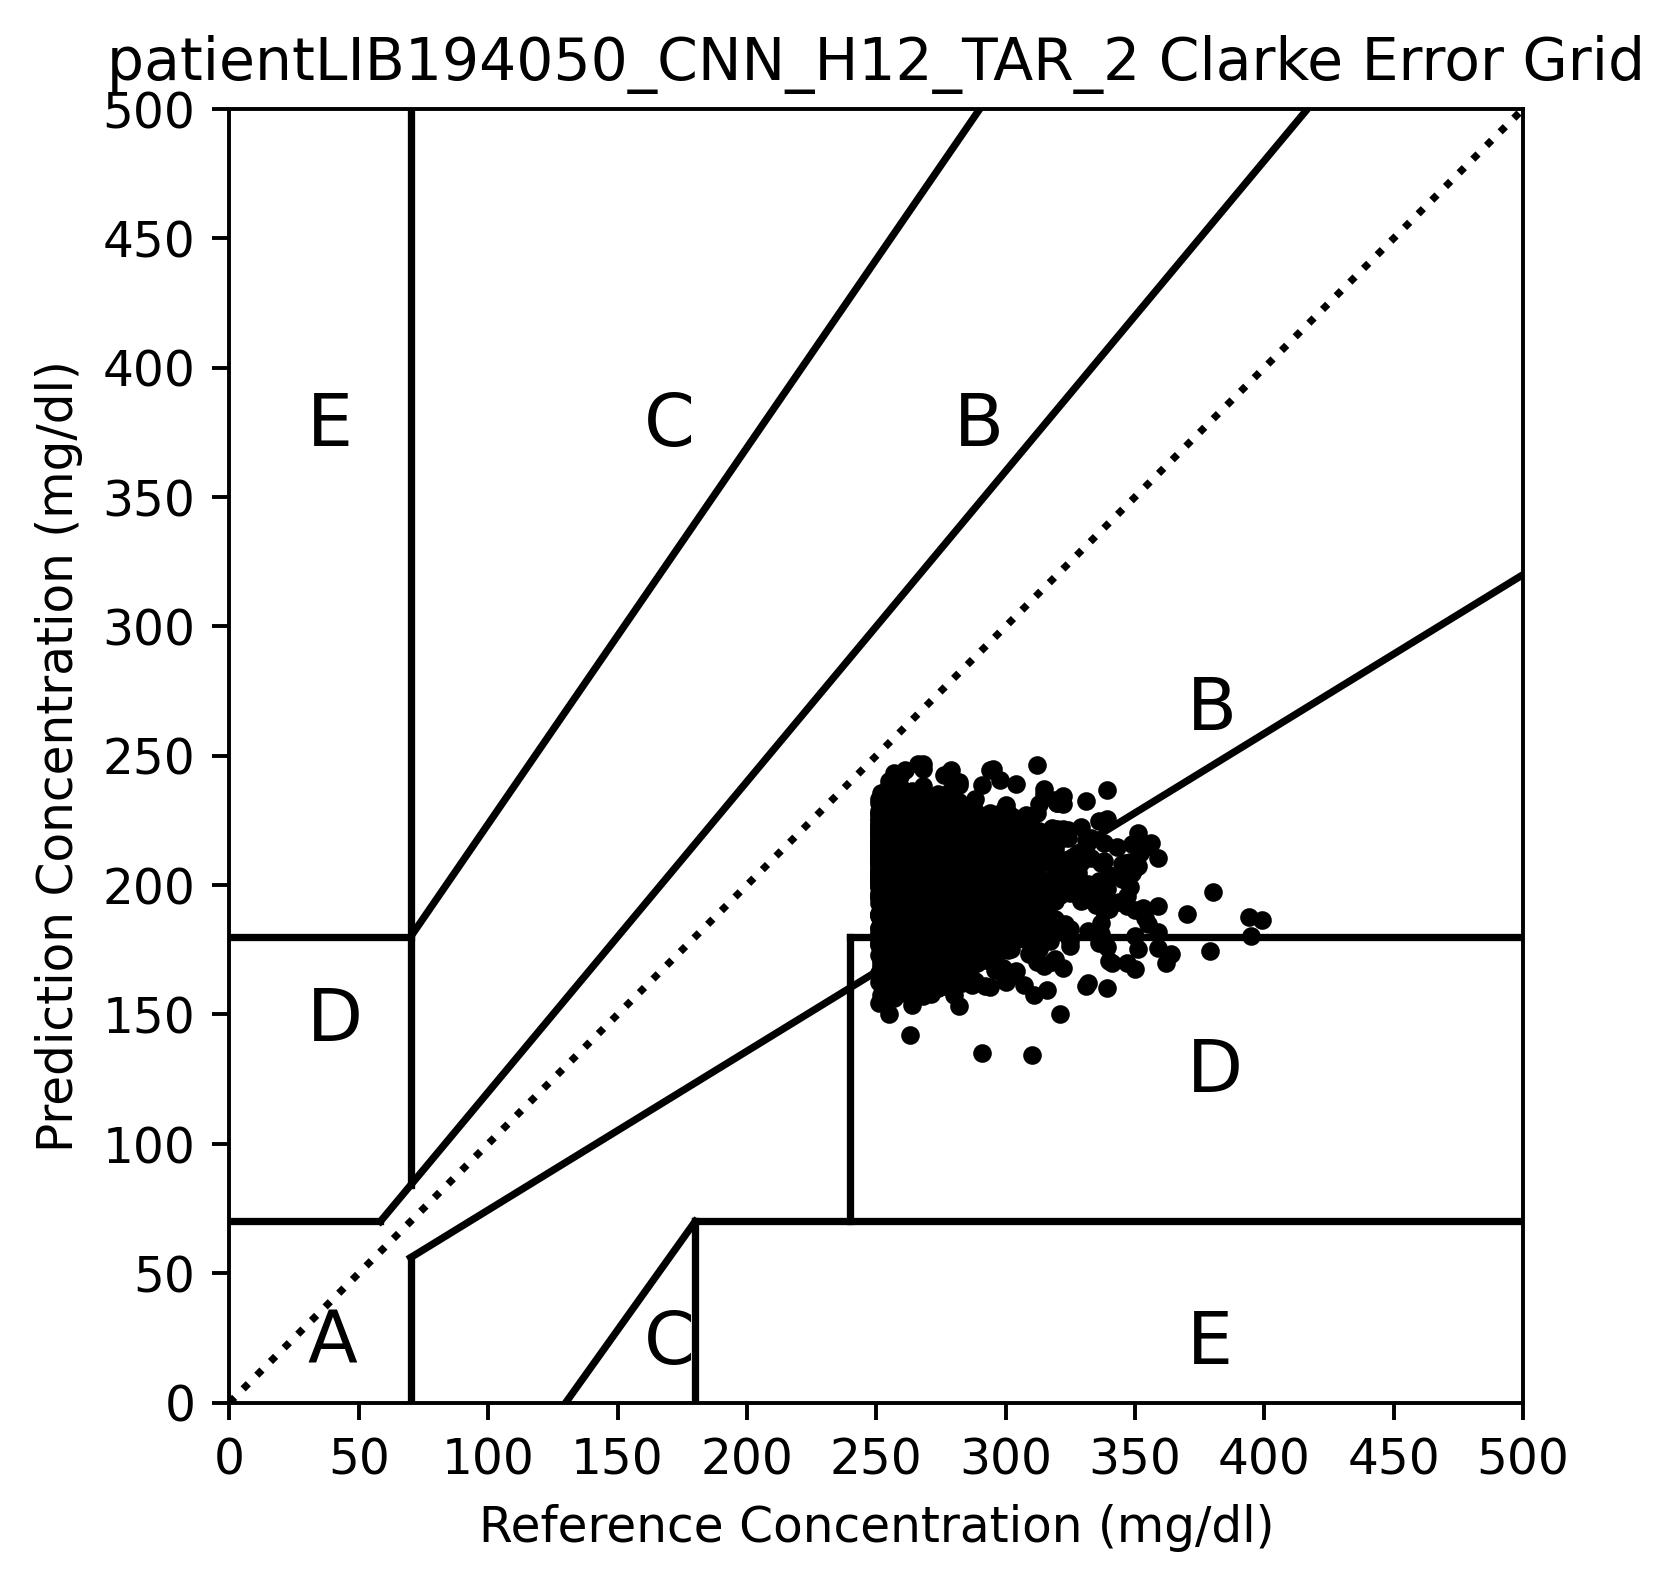 patientLIB194050_CNN_H12_TAR_2 Clarke Error Grid
500
450
400
350
300
250
200
150
100
50
0
Prediction Concentration (mg/dl)
E
C
B
B
D
D
A
C
E
0 50 100 150 200 250 300 350 400 450 500
Reference Concentration (mg/dl)